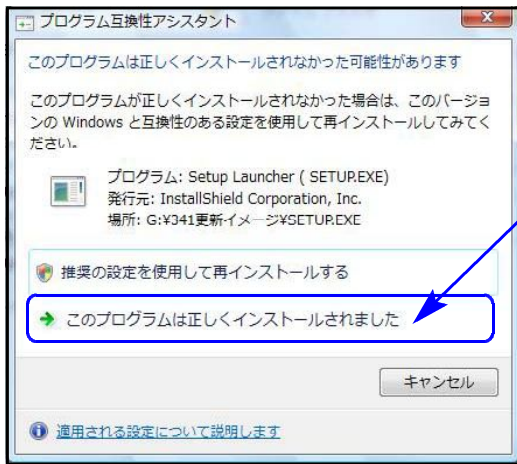 プログラム互換性アシスタント
このプログラムは正しくインストールされなかった可能性があります
このプログラムが正しくインストールされなかった場合は、このバージョ
ンの Windows と互換性のある設定を使用して再インストールしてみてく
ださい。
プログラム: Setup Launcher ( SETUP.EXE)
発行元: InstallShield Corporation, Inc.
場所: G:¥341更新イメージ¥SETUP.EXE
推奨の設定を使用して再インストールする
このプログラムは正しくインストールされました
キャンセル
適用される設定について説明します